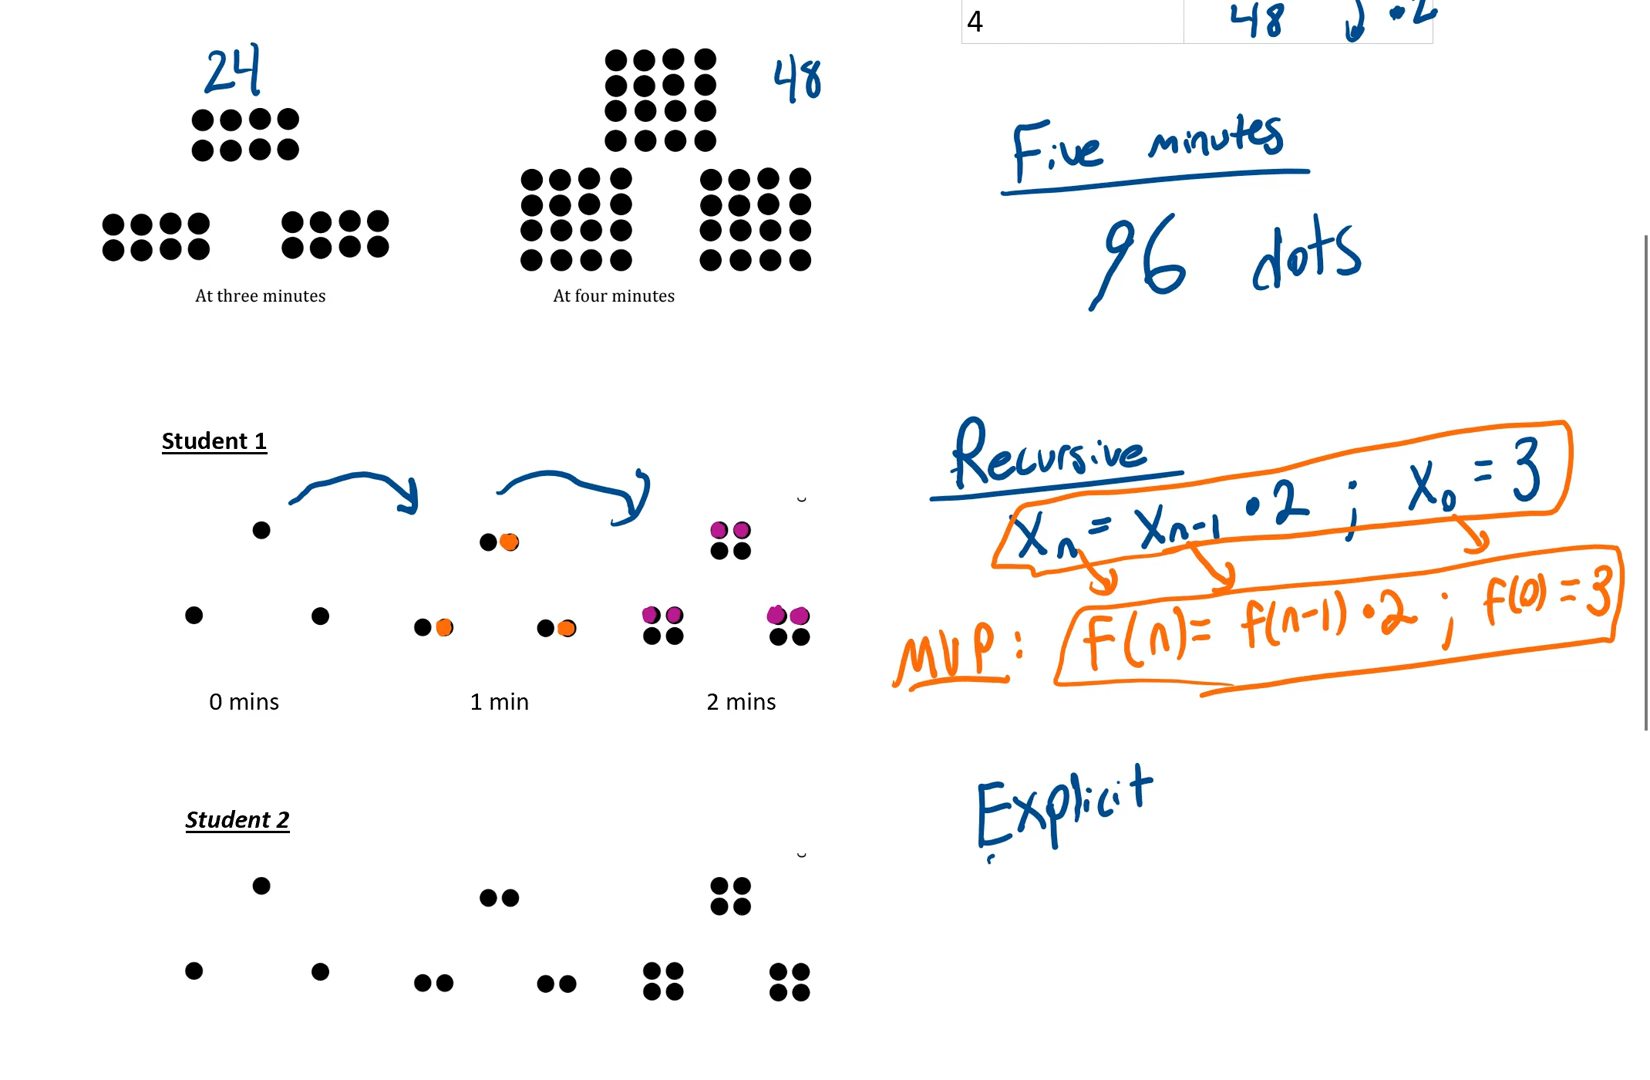 4 48 ·2
24
48
Five minutes
96 dots
At three minutes
At four minutes
Student 1
0 mins
1 min
2 mins
Recursive
Xn = Xn-1 · 2 ; X0 = 3
MVP: F(n)= f(n-1) · 2 ; f(0) = 3
Explicit
Student 2